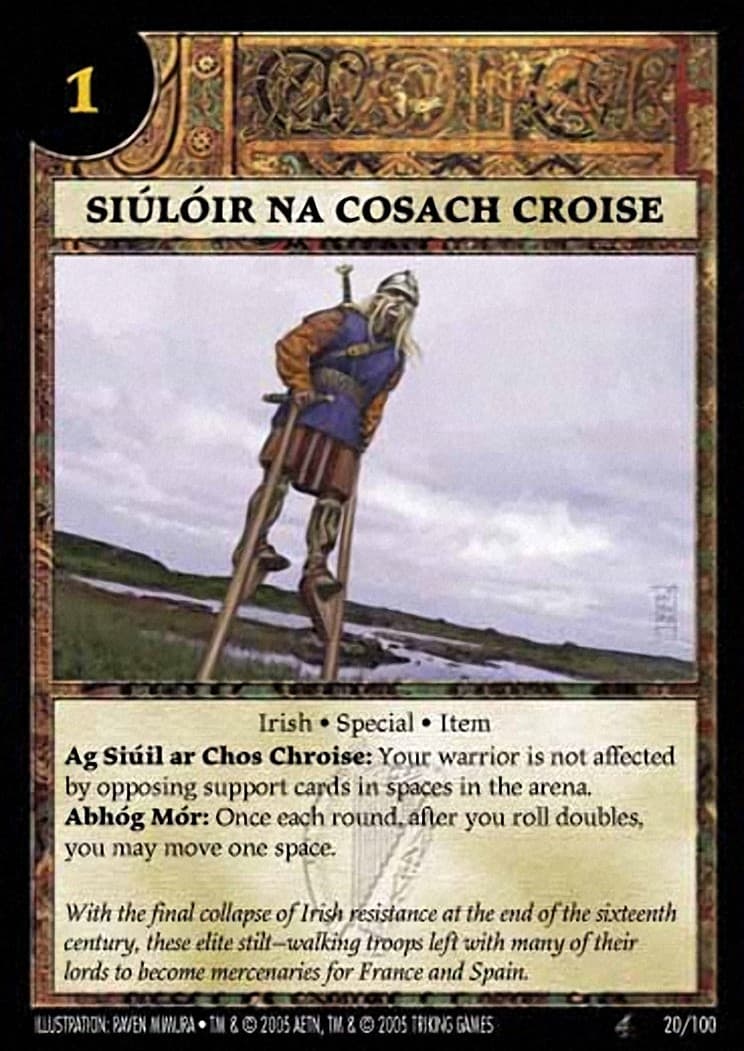 1
SIÚLÓIR NA COSACH CROISE
Irish • Special • Item
Ag Siúil ar Chos Chroise: Your warrior is not affected
by opposing support cards in spaces in the arena.
Abhóg Mór: Once each round, after you roll doubles,
you may move one space.
With the final collapse of Irish resistance at the end of the sixteenth
century, these elite stilt–walking troops left with many of their
lords to become mercenaries for France and Spain.
ILLUSTRATION: RAVEN MIMURA • TM & © 2005 AETN, TM & © 2005 TRIKING GAMES
20/100